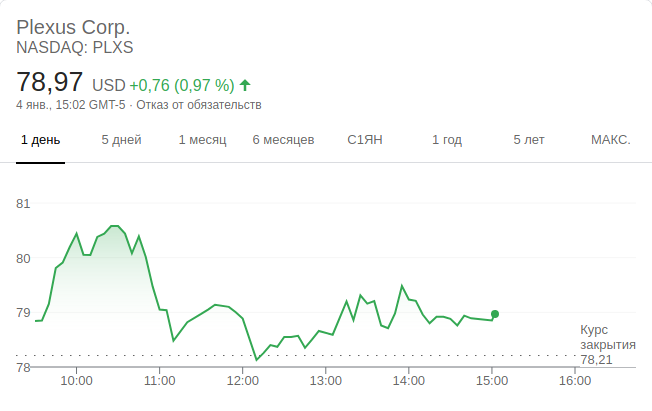 Plexus Corp.
NASDAQ: PLXS
78,97 USD +0,76 (0,97 %)
4 янв., 15:02 GMT-5 · Отказ от обязательств
1 день 5 дней 1 месяц 6 месяцев С1ЯН 1 год 5 лет МАКС.
81
80
79
78
Курс
закрытия
78,21
10:00 11:00 12:00 13:00 14:00 15:00 16:00